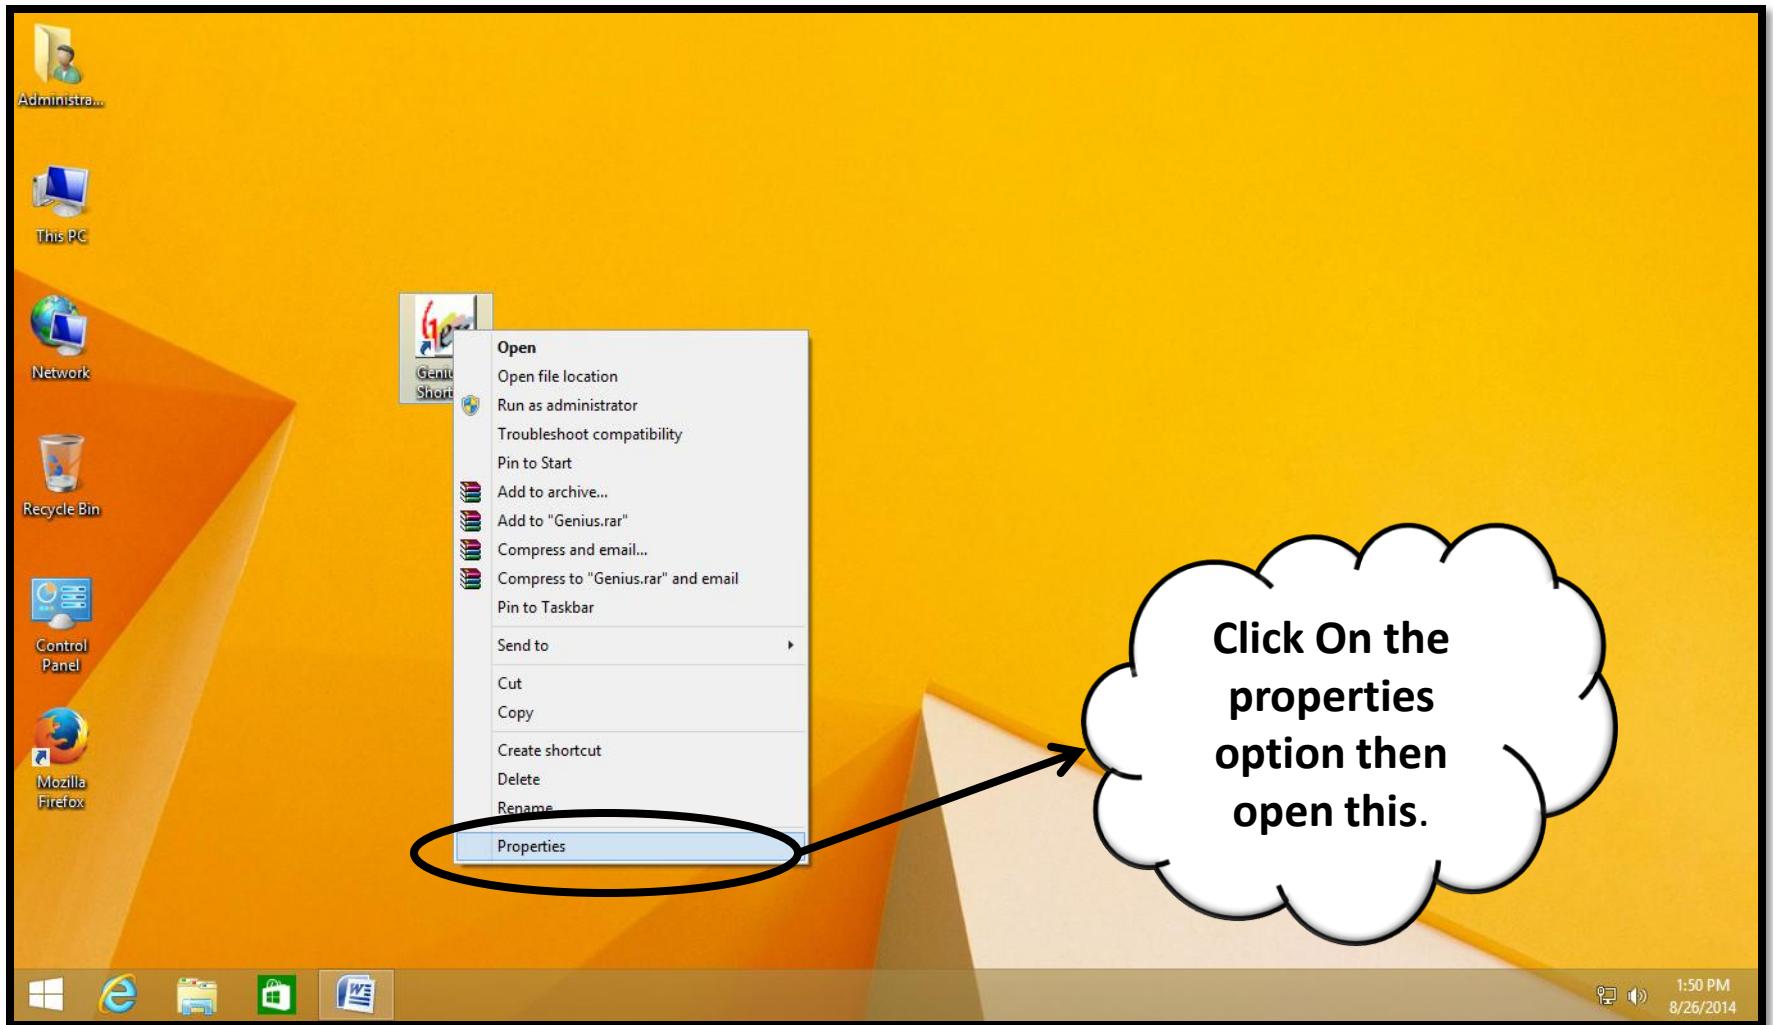 Administra...
This PC
Network
Recycle Bin
Control
Panel
Mozilla
Firefox
Open
Open file location
Run as administrator
Troubleshoot compatibility
Pin to Start
Add to archive...
Add to "Genius.rar"
Compress and email...
Compress to "Genius.rar" and email
Pin to Taskbar
Send to
Cut
Copy
Create shortcut
Delete
Rename
Properties
Click On the
properties
option then
open this.
1:50 PM
8/26/2014